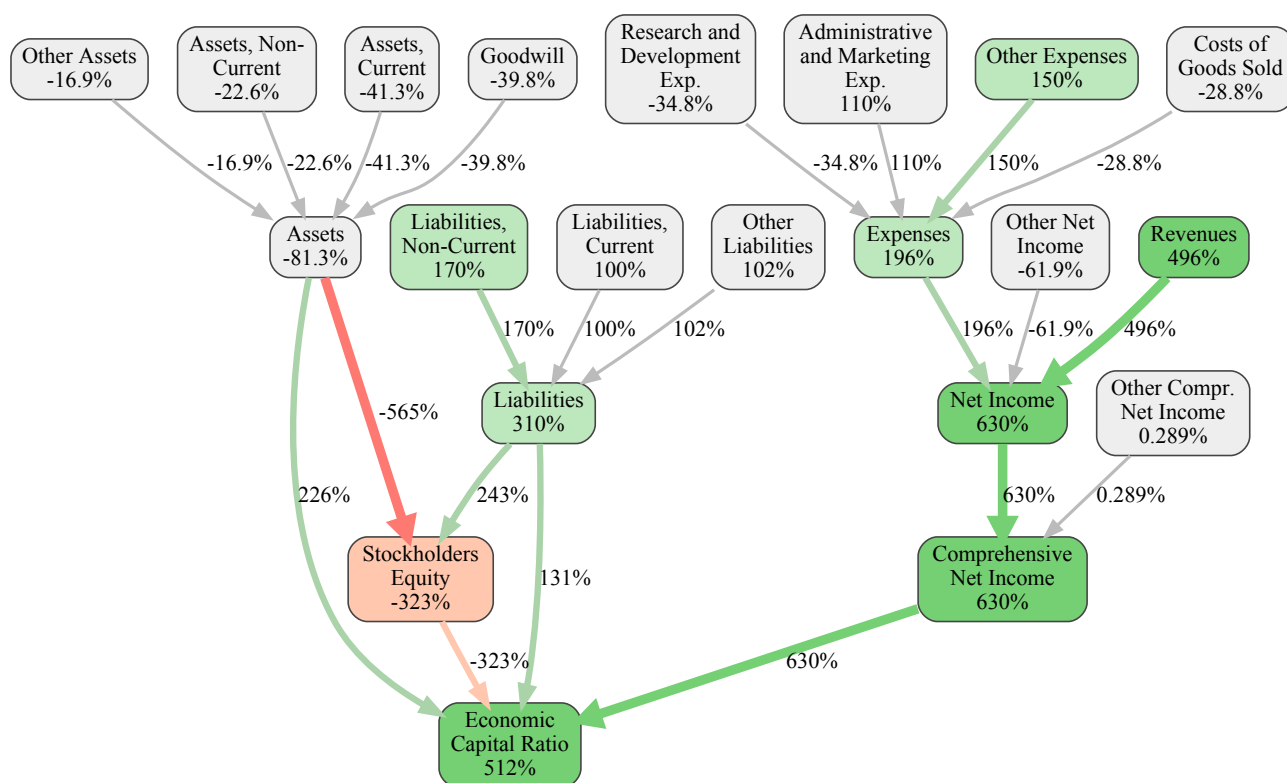 Other Assets
-16.9%
Assets, Non-
Current
-22.6%
Assets,
Current
-41.3%
Goodwill
-39.8%
Research and
Development
Exp.
-34.8%
Administrative
and Marketing
Exp.
110%
Other Expenses
150%
Costs of
Goods Sold
-28.8%
-16.9%
-22.6%
-41.3%
-39.8%
-34.8%
110%
150%
-28.8%
Assets
-81.3%
Liabilities,
Non-Current
170%
Liabilities,
Current
100%
Other
Liabilities
102%
Expenses
196%
Other Net
Income
-61.9%
Revenues
496%
170%
100%
102%
196%
-61.9%
496%
-565%
Liabilities
310%
Net Income
630%
Other Compr.
Net Income
0.289%
226%
243%
630%
0.289%
Stockholders
Equity
-323%
131%
Comprehensive
Net Income
630%
-323%
630%
Economic
Capital Ratio
512%